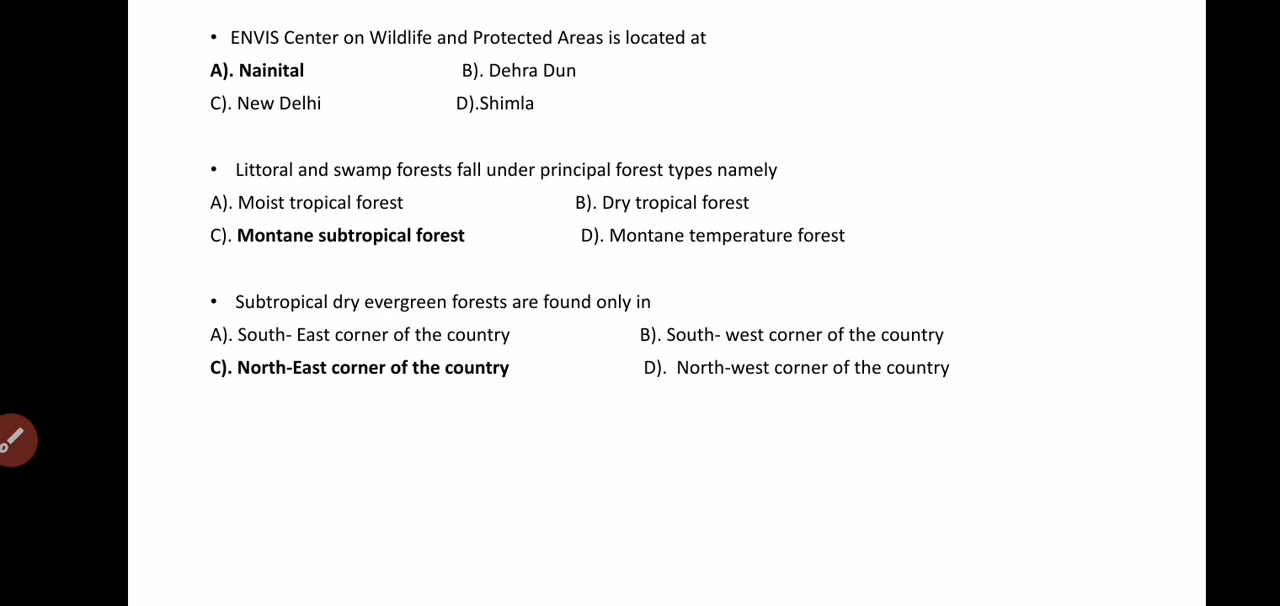 • ENVIS Center on Wildlife and Protected Areas is located at
A). Nainital B). Dehra Dun
C). New Delhi D).Shimla
• Littoral and swamp forests fall under principal forest types namely
A). Moist tropical forest B). Dry tropical forest
C). Montane subtropical forest D). Montane temperature forest
• Subtropical dry evergreen forests are found only in
A). South- East corner of the country B). South- west corner of the country
C). North-East corner of the country D). North-west corner of the country